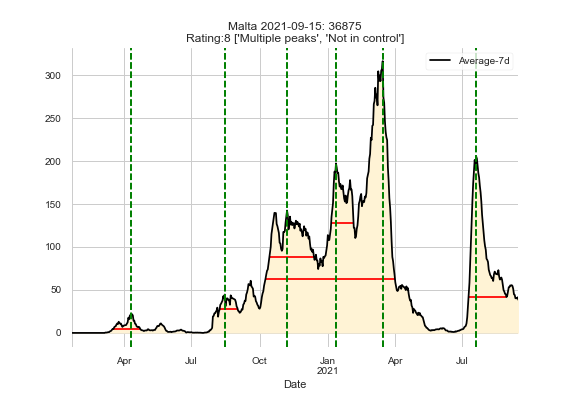 Malta 2021-09-15: 36875
Rating:8 ['Multiple peaks', 'Not in control']
Average-7d
300
250
200
150
100
50
0
Apr Jul Oct Jan Apr Jul
2021
Date